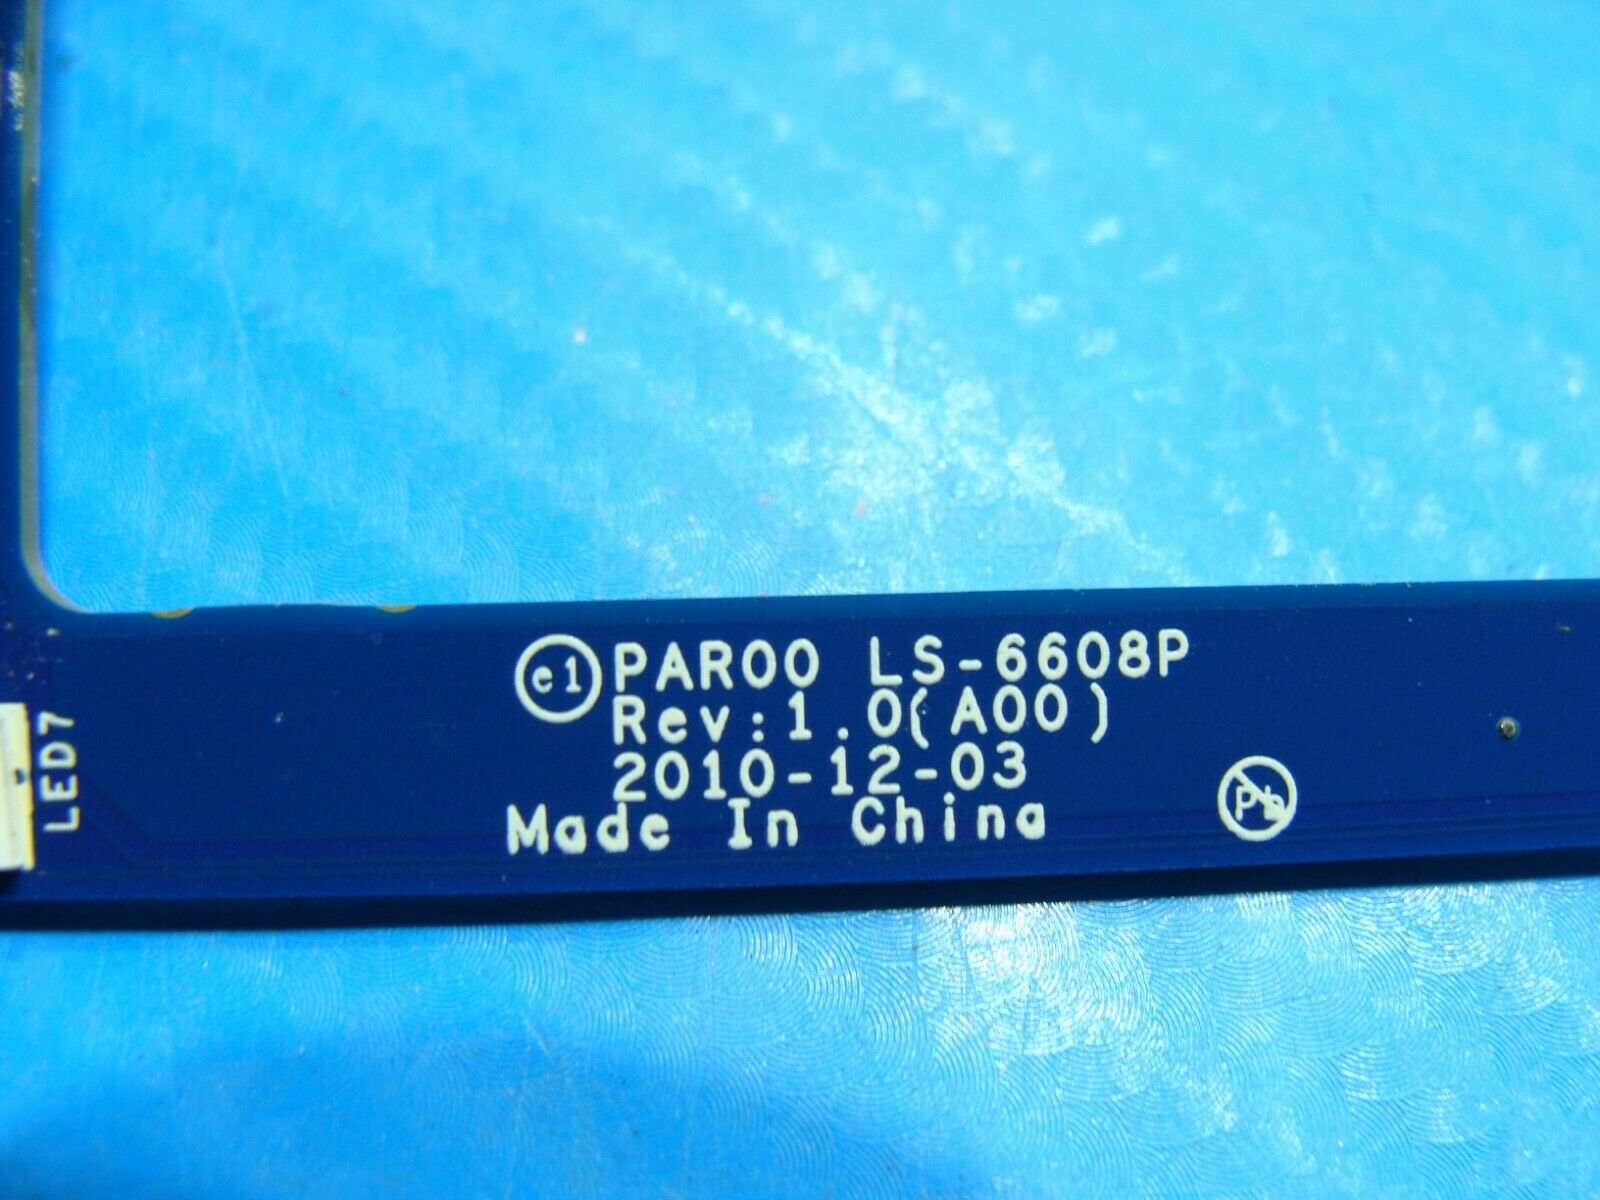 e1 PAR00 LS-6608P
Rev:1.0(A00)
2010-12-03
Made In China
Pb
LED7